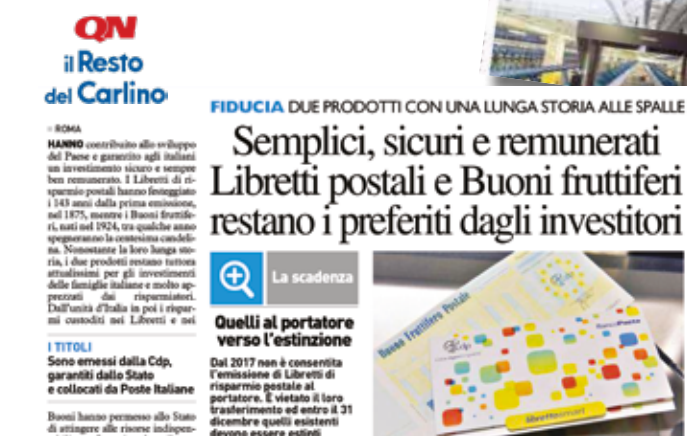 QN
il Resto
del Carlino
FIDUCIA DUE PRODOTTI CON UNA LUNGA STORIA ALLE SPALLE
Semplici, sicuri e remunerati
Libretti postali e Buoni fruttiferi
restano i preferiti dagli investitori
ROMA
HANNO contribuito allo sviluppo
del Paese e garantito agli italiani
un investimento sicuro e sempre
ben remunerato. I Libretti di ri-
sparmio postali hanno festeggiato
i 143 anni dalla prima emissione,
nel 1875, mentre i Buoni fruttife-
ri, nati nel 1924, tra qualche anno
spegneranno la centesima candeli-
na. Nonostante la loro lunga sto-
ria, i due prodotti restano tuttora
attualissimi per gli investimenti
delle famiglie italiane e molto ap-
prezzati dai risparmiatori.
Dall'unità d'Italia in poi i rispar-
mi custoditi nei Libretti e nei
I TITOLI
Sono emessi dalla Cdp,
garantiti dallo Stato
e collocati da Poste Italiane
Buoni hanno permesso allo Stato
di attingere alle risorse indispen-
La scadenza
Quelli al portatore
verso l'estinzione
Dal 2017 non è consentita
l'emissione di Libretti di
risparmio postale al
portatore. È vietato il loro
trasferimento ed entro il 31
dicembre quelli esistenti
devono essere estinti
Buono Fruttifero Postale
cdp
cdp
BancoPosta
librettosmart